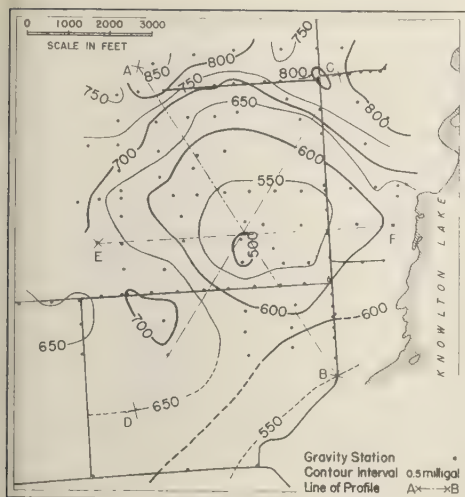 0 1000 2000 3000
SCALE IN FEET
A
750
850
800
750
750
800
C
800
650
700
600
550
E
500
F
KNOWLTON LAKE
600
600
700
650
B
650
D
550
Gravity Station
Contour Interval 0.5 milligal
Line of Profile A B